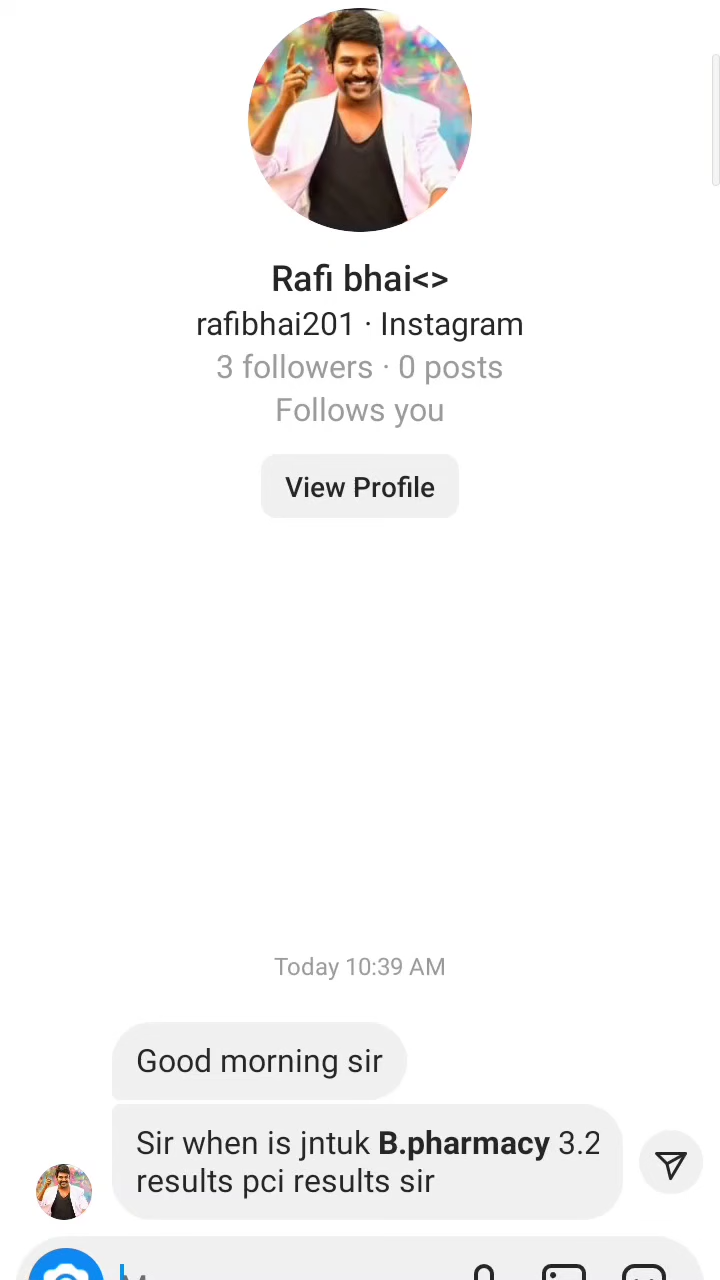 Rafi bhai<>
rafibhai201 · Instagram
3 followers · 0 posts
Follows you
View Profile
Today 10:39 AM
Good morning sir
Sir when is jntuk B.pharmacy 3.2
results pci results sir